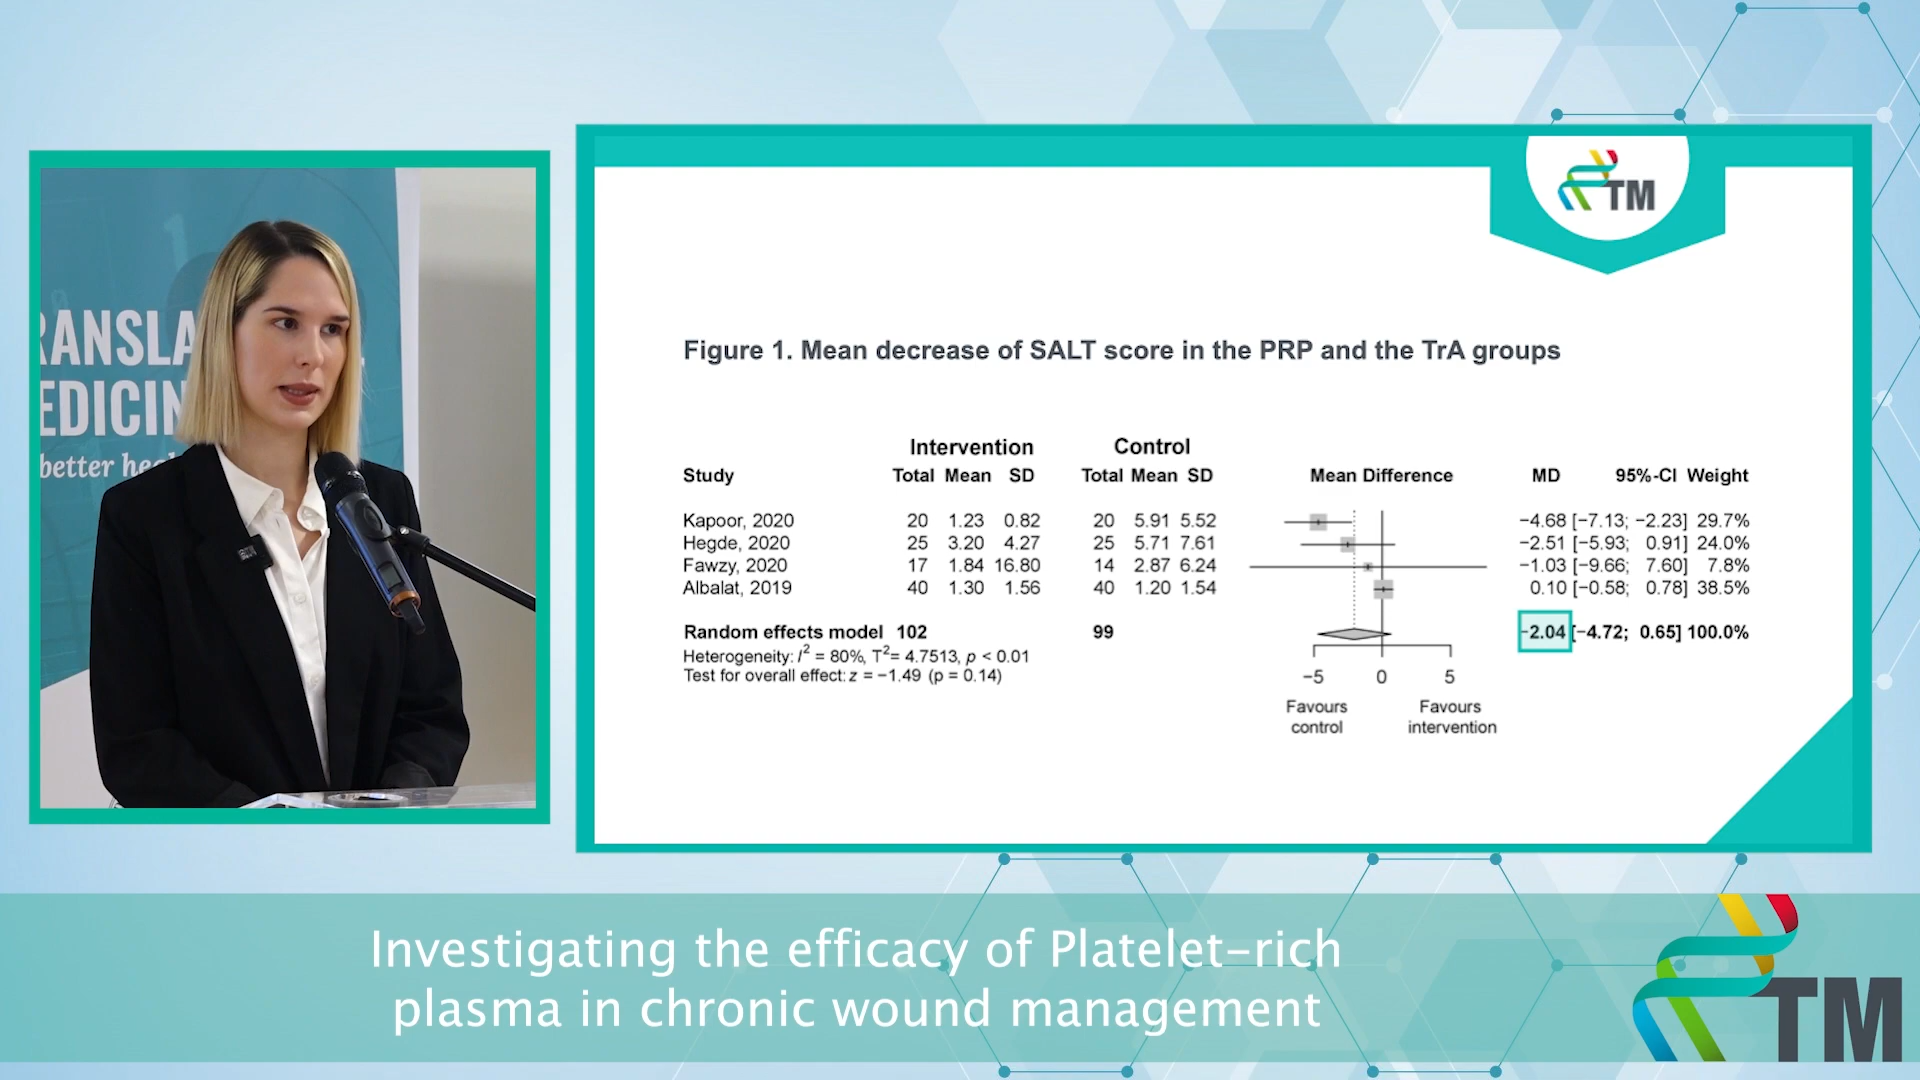 RANSLA
EDICIN
better hea
TM
Figure 1. Mean decrease of SALT score in the PRP and the TrA groups
Intervention Control
Study Total Mean SD Total Mean SD Mean Difference MD 95%-CI Weight
Kapoor, 2020 20 1.23 0.82 20 5.91 5.52 −4.68 [−7.13; −2.23] 29.7%
Hegde, 2020 25 3.20 4.27 25 5.71 7.61 −2.51 [−5.93; 0.91] 24.0%
Fawzy, 2020 17 1.84 16.80 14 2.87 6.24 −1.03 [−9.66; 7.60] 7.8%
Albalat, 2019 40 1.30 1.56 40 1.20 1.54 0.10 [−0.58; 0.78] 38.5%
Random effects model 102 99 −2.04 [−4.72; 0.65] 100.0%
Heterogeneity: I² = 80%, T²= 4.7513, p < 0.01
Test for overall effect: z = −1.49 (p = 0.14)
−5 0 5
Favours control Favours intervention
Investigating the efficacy of Platelet-rich
plasma in chronic wound management
TM